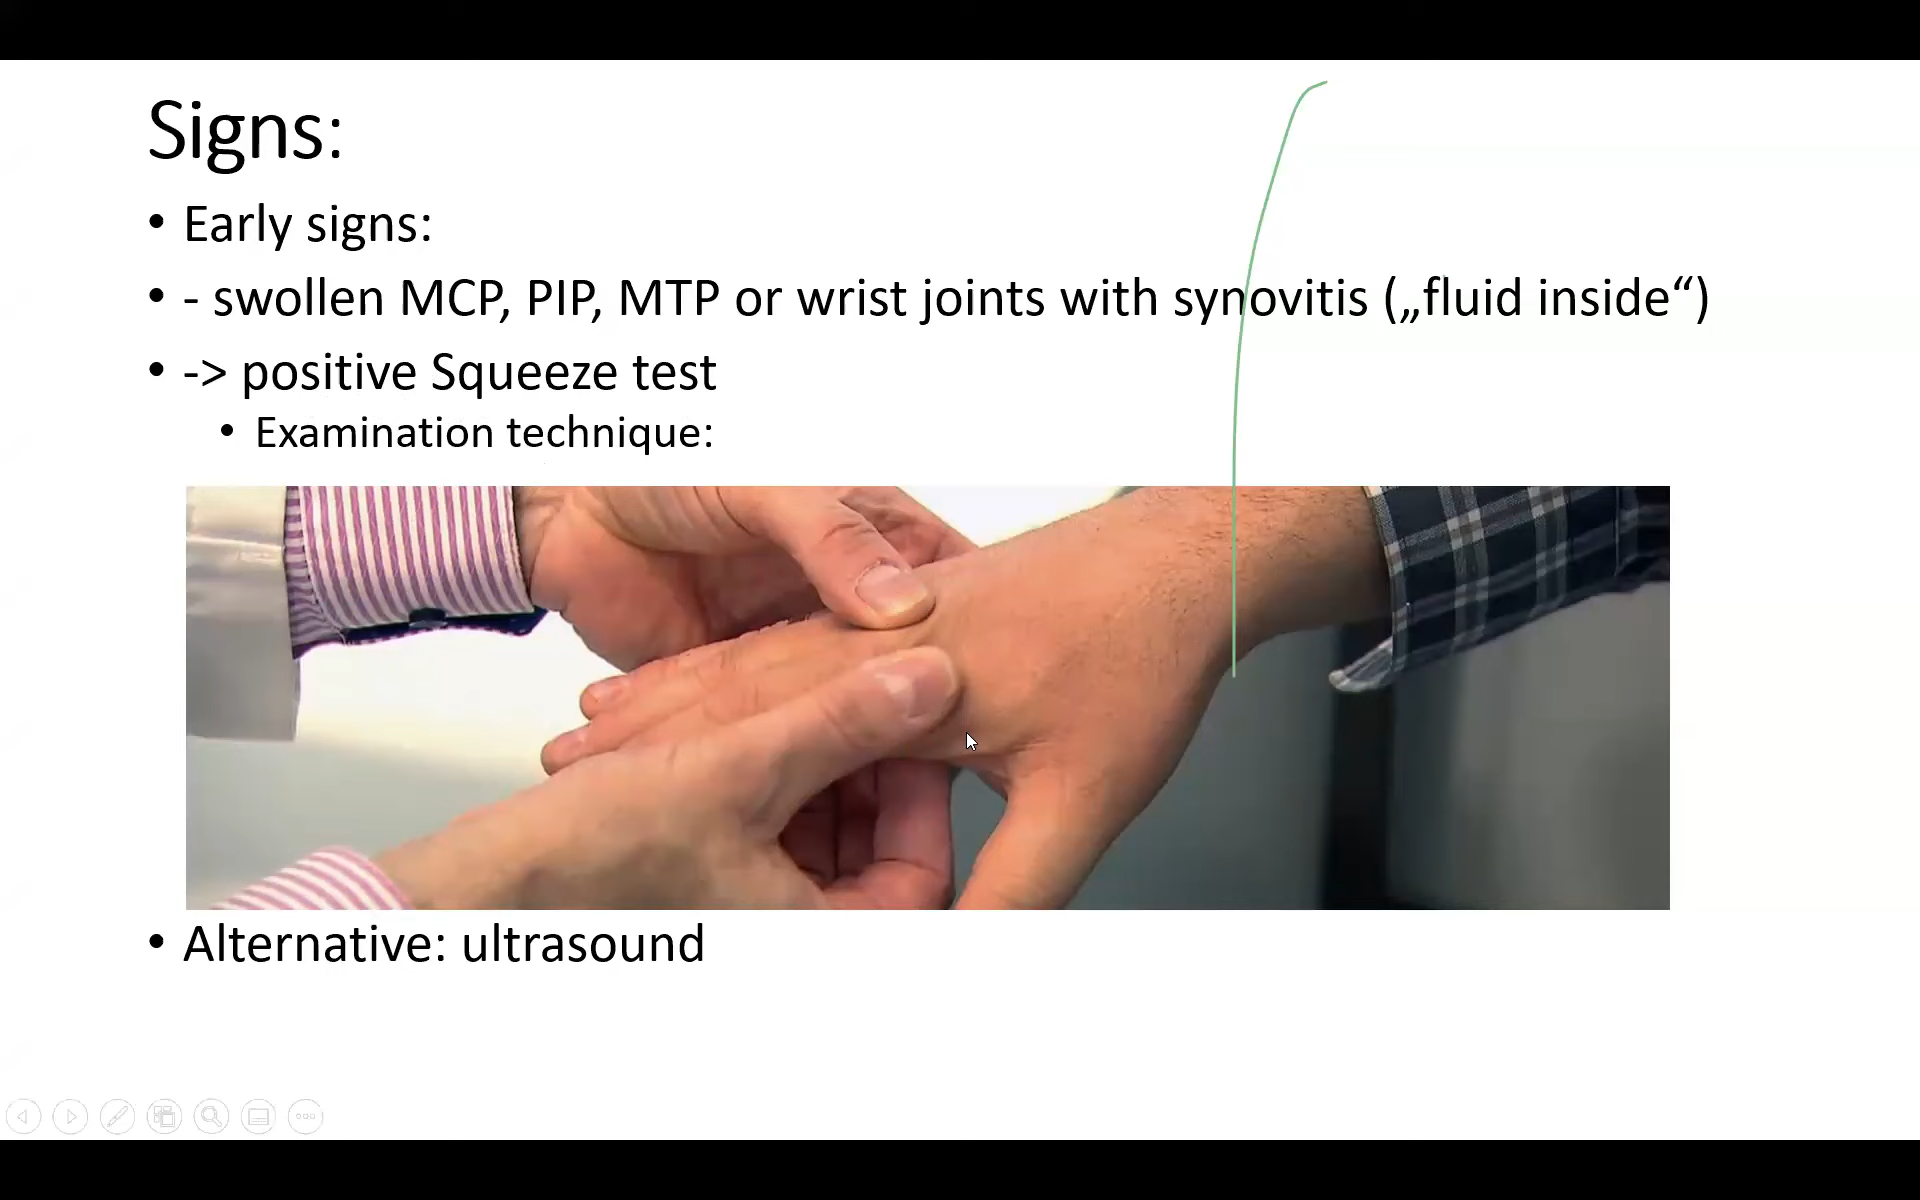 Signs:
• Early signs:
• - swollen MCP, PIP, MTP or wrist joints with synovitis („fluid inside“)
• -> positive Squeeze test
• Examination technique:
• Alternative: ultrasound